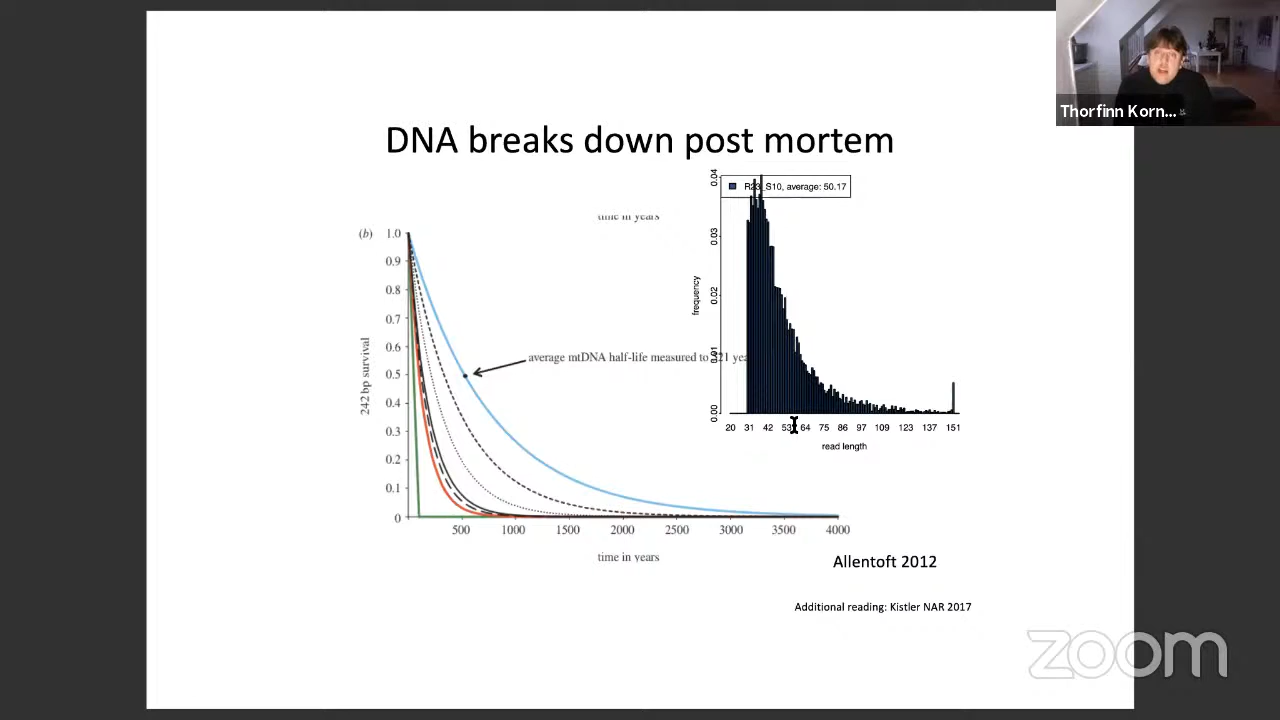 Thorfinn Korn...
DNA breaks down post mortem
time in years
(b)
1.0
0.9
0.8
0.7
0.6
0.5
0.4
0.3
0.2
0.1
0
242 bp survival
average mtDNA half-life measured to
500 1000 1500 2000 2500 3000 3500 4000
time in years
S10, average: 50.17
0.04
0.03
0.02
0.01
0.00
frequency
20 31 42 53 64 75 86 97 109 123 137 151
read length
Allentoft 2012
Additional reading: Kistler NAR 2017
zoom